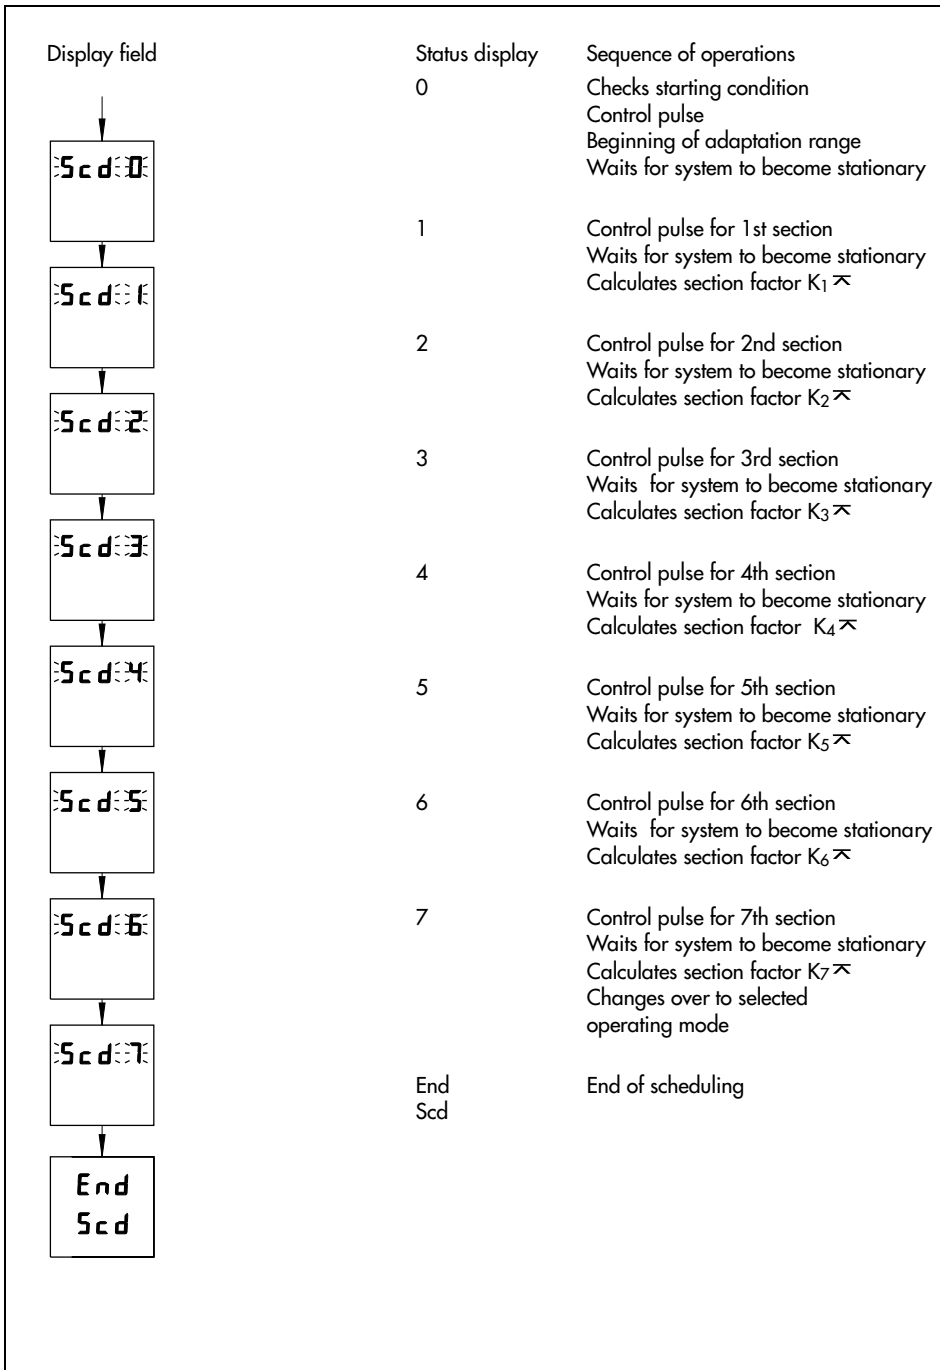 Display field Status display Sequence of operations
0 Checks starting condition
Control pulse
Beginning of adaptation range
Scd 0 Waits for system to become stationary
1 Control pulse for 1st section
Waits for system to become stationary
Scd 1 Calculates section factor K1⌅
2 Control pulse for 2nd section
Waits for system to become stationary
Scd 2 Calculates section factor K2⌅
3 Control pulse for 3rd section
Waits  for system to become stationary
Calculates section factor K3⌅
Scd 3
4 Control pulse for 4th section
Waits for system to become stationary
Calculates section factor  K4⌅
Scd 4
5 Control pulse for 5th section
Waits for system to become stationary
Calculates section factor K5⌅
Scd 5
6 Control pulse for 6th section
Waits  for system to become stationary
Calculates section factor K6⌅
Scd 6
7 Control pulse for 7th section
Waits for system to become stationary
Calculates section factor K7⌅
Changes over to selected
operating mode
Scd 7
End End of scheduling
Scd
End
Scd